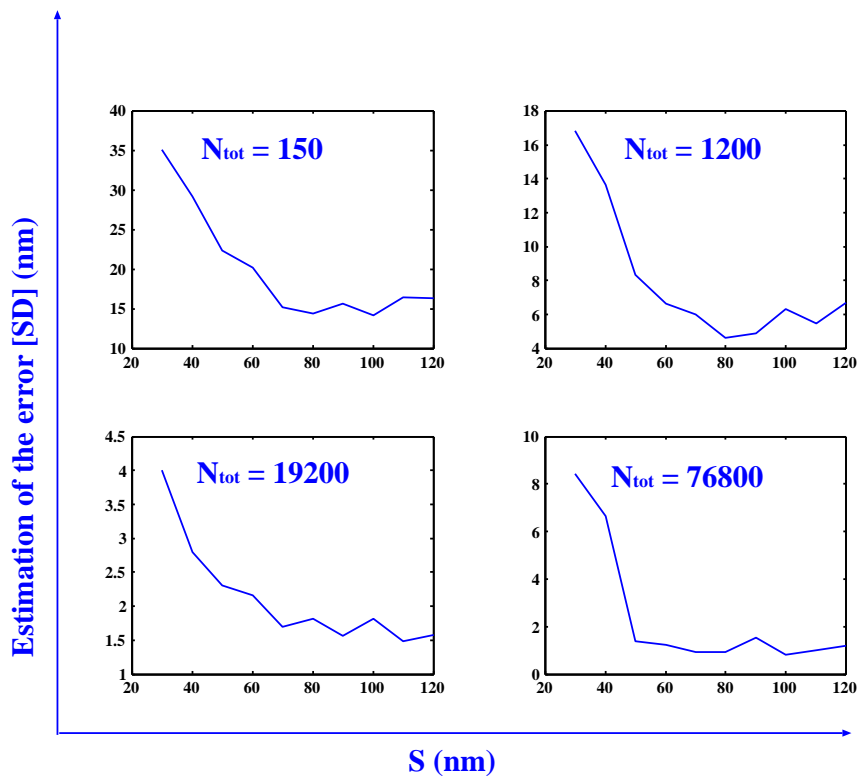 Estimation of the error [SD] (nm)
40
35
30
25
20
15
10
20 40 60 80 100 120
Ntot = 150
18
16
14
12
10
8
6
4
20 40 60 80 100 120
Ntot = 1200
4.5
4
3.5
3
2.5
2
1.5
1
20 40 60 80 100 120
Ntot = 19200
10
8
6
4
2
0
20 40 60 80 100 120
Ntot = 76800
S (nm)